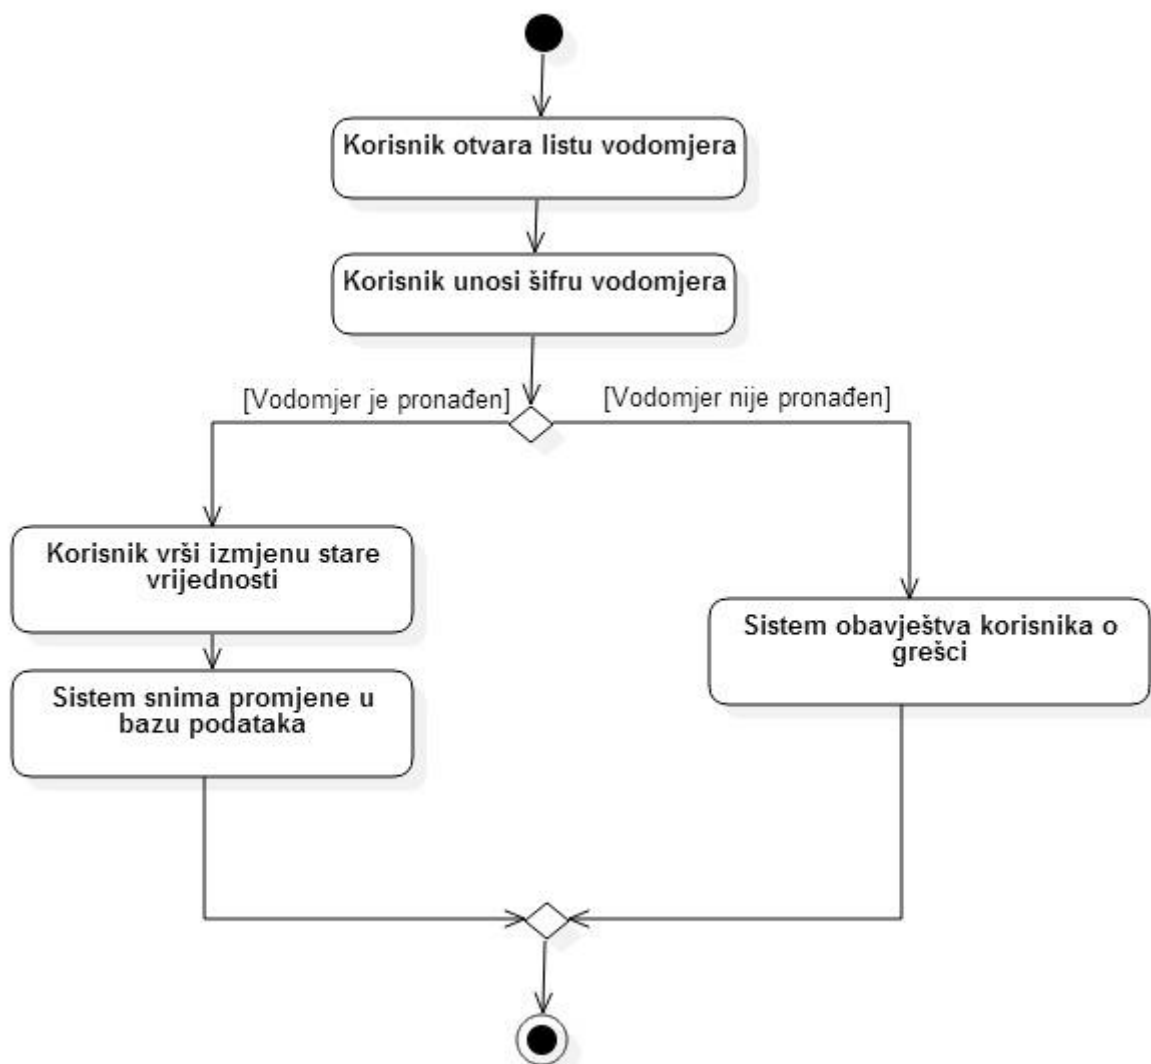 Korisnik otvara listu vodomjera
Korisnik unosi šifru vodomjera
[Vodomjer je pronađen]
[Vodomjer nije pronađen]
Korisnik vrši izmjenu stare
vrijednosti
Sistem snima promjene u
bazu podataka
Sistem obavještva korisnika o
grešci